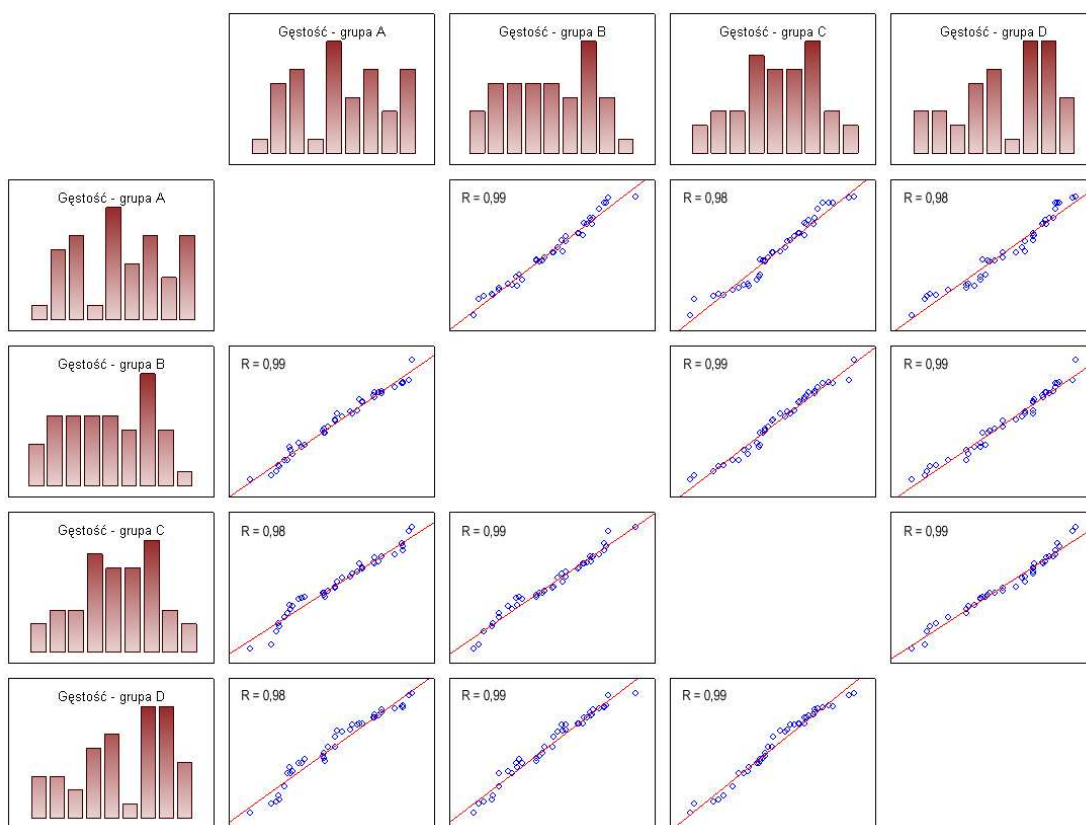 Gęstość - grupa A
Gęstość - grupa B
Gęstość - grupa C
Gęstość - grupa D
Gęstość - grupa A
R = 0,99
R = 0,98
R = 0,98
Gęstość - grupa B
R = 0,99
R = 0,99
R = 0,99
Gęstość - grupa C
R = 0,98
R = 0,99
R = 0,99
Gęstość - grupa D
R = 0,98
R = 0,99
R = 0,99